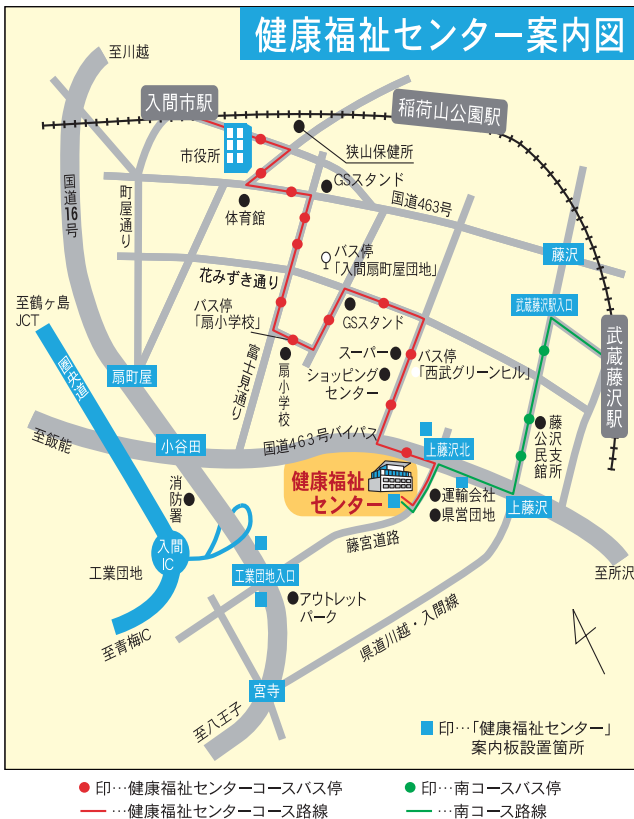 健康福祉センター案内図
至川越
入間市駅
稲荷山公園駅
市役所
狭山保健所
国道16号
町屋通り
GSスタンド
体育館
国道463号
藤沢
バス停
「入間扇町屋団地」
花みずき通り
至鶴ヶ島
JCT
バス停
「扇小学校」
武蔵藤沢駅入口
GSスタンド
武蔵藤沢駅
圏央道
扇町屋
富士見通り
扇小学校
スーパー
ショッピング
センター
バス停
「西武グリーンヒル」
至飯能
小谷田
国道463号バイパス
上藤沢北
藤沢
公民館
支所
消防署
健康福祉
センター
運輸会社
県営団地
上藤沢
入間
IC
藤宮道路
工業団地
工業団地入口
至所沢
アウトレット
パーク
県道川越・入間線
至青梅IC
宮寺
至八王子
印…「健康福祉センター」
案内板設置箇所
印…健康福祉センターコースバス停
印…南コースバス停
…健康福祉センターコース路線
…南コース路線